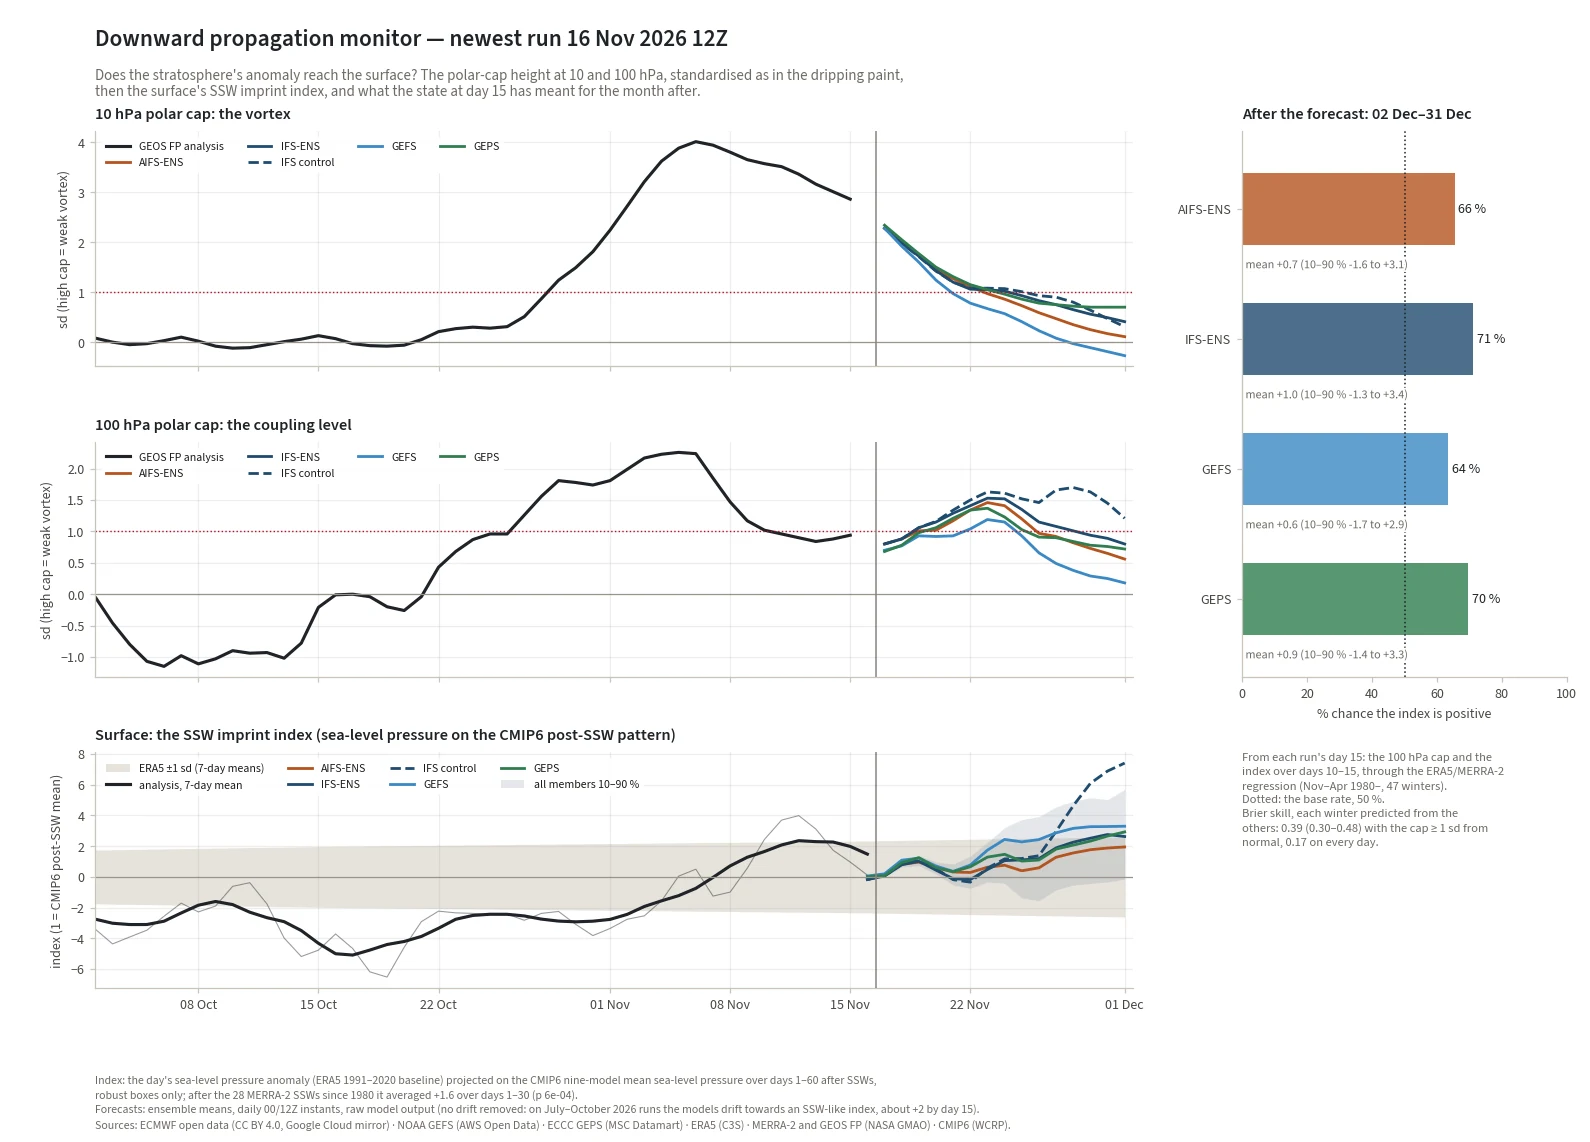 Downward propagation monitor — newest run 16 Nov 2026 12Z
Does the stratosphere's anomaly reach the surface? The polar-cap height at 10 and 100 hPa, standardised as in the dripping paint,
then the surface's SSW imprint index, and what the state at day 15 has meant for the month after.
10 hPa polar cap: the vortex
sd (high cap = weak vortex)
4
3
2
1
0
GEOS FP analysis
AIFS-ENS
IFS-ENS
IFS control
GEFS
GEPS
100 hPa polar cap: the coupling level
sd (high cap = weak vortex)
2.0
1.5
1.0
0.5
0.0
−0.5
−1.0
GEOS FP analysis
AIFS-ENS
IFS-ENS
IFS control
GEFS
GEPS
Surface: the SSW imprint index (sea-level pressure on the CMIP6 post-SSW pattern)
index (1 = CMIP6 post-SSW mean)
8
6
4
2
0
−2
−4
−6
ERA5 ±1 sd (7-day means)
analysis, 7-day mean
AIFS-ENS
IFS-ENS
IFS control
GEFS
GEPS
all members 10–90 %
08 Oct
15 Oct
22 Oct
01 Nov
08 Nov
15 Nov
22 Nov
01 Dec
After the forecast: 02 Dec–31 Dec
AIFS-ENS
66 %
mean +0.7 (10–90 % -1.6 to +3.1)
IFS-ENS
71 %
mean +1.0 (10–90 % -1.3 to +3.4)
GEFS
64 %
mean +0.6 (10–90 % -1.7 to +2.9)
GEPS
70 %
mean +0.9 (10–90 % -1.4 to +3.3)
0
20
40
60
80
100
% chance the index is positive
From each run's day 15: the 100 hPa cap and the
index over days 10–15, through the ERA5/MERRA-2
regression (Nov–Apr 1980–, 47 winters).
Dotted: the base rate, 50 %.
Brier skill, each winter predicted from the
others: 0.39 (0.30–0.48) with the cap ≥ 1 sd from
normal, 0.17 on every day.
Index: the day's sea-level pressure anomaly (ERA5 1991–2020 baseline) projected on the CMIP6 nine-model mean sea-level pressure over days 1–60 after SSWs,
robust boxes only; after the 28 MERRA-2 SSWs since 1980 it averaged +1.6 over days 1–30 (p 6e-04).
Forecasts: ensemble means, daily 00/12Z instants, raw model output (no drift removed: on July–October 2026 runs the models drift towards an SSW-like index, about +2 by day 15).
Sources: ECMWF open data (CC BY 4.0, Google Cloud mirror) · NOAA GEFS (AWS Open Data) · ECCC GEPS (MSC Datamart) · ERA5 (C3S) · MERRA-2 and GEOS FP (NASA GMAO) · CMIP6 (WCRP).